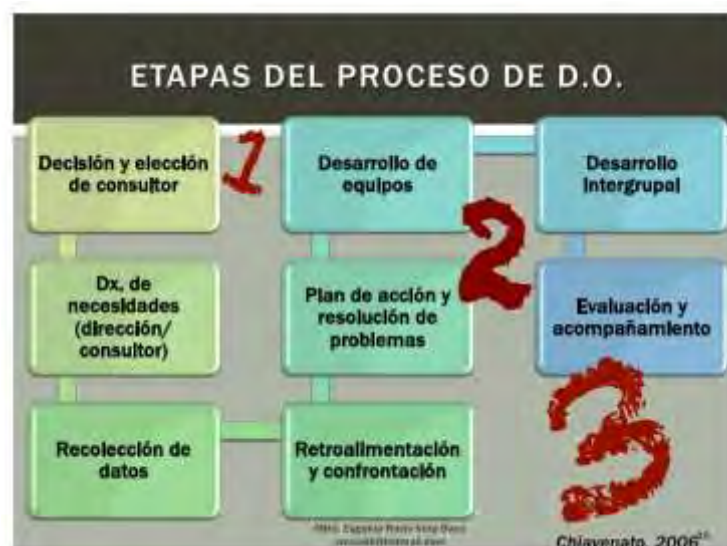 ETAPAS DEL PROCESO DE D.O.
Decisión y elección
de consultor
1
Dx. de
necesidades
(dirección/
consultor)
Recolección de
datos
Retroalimentación
y confrontación
Plan de acción y
resolución de
problemas
2
Desarrollo de
equipos
Desarrollo
intergrupal
Evaluación y
acompañamiento
3
Chiavenato, 2006